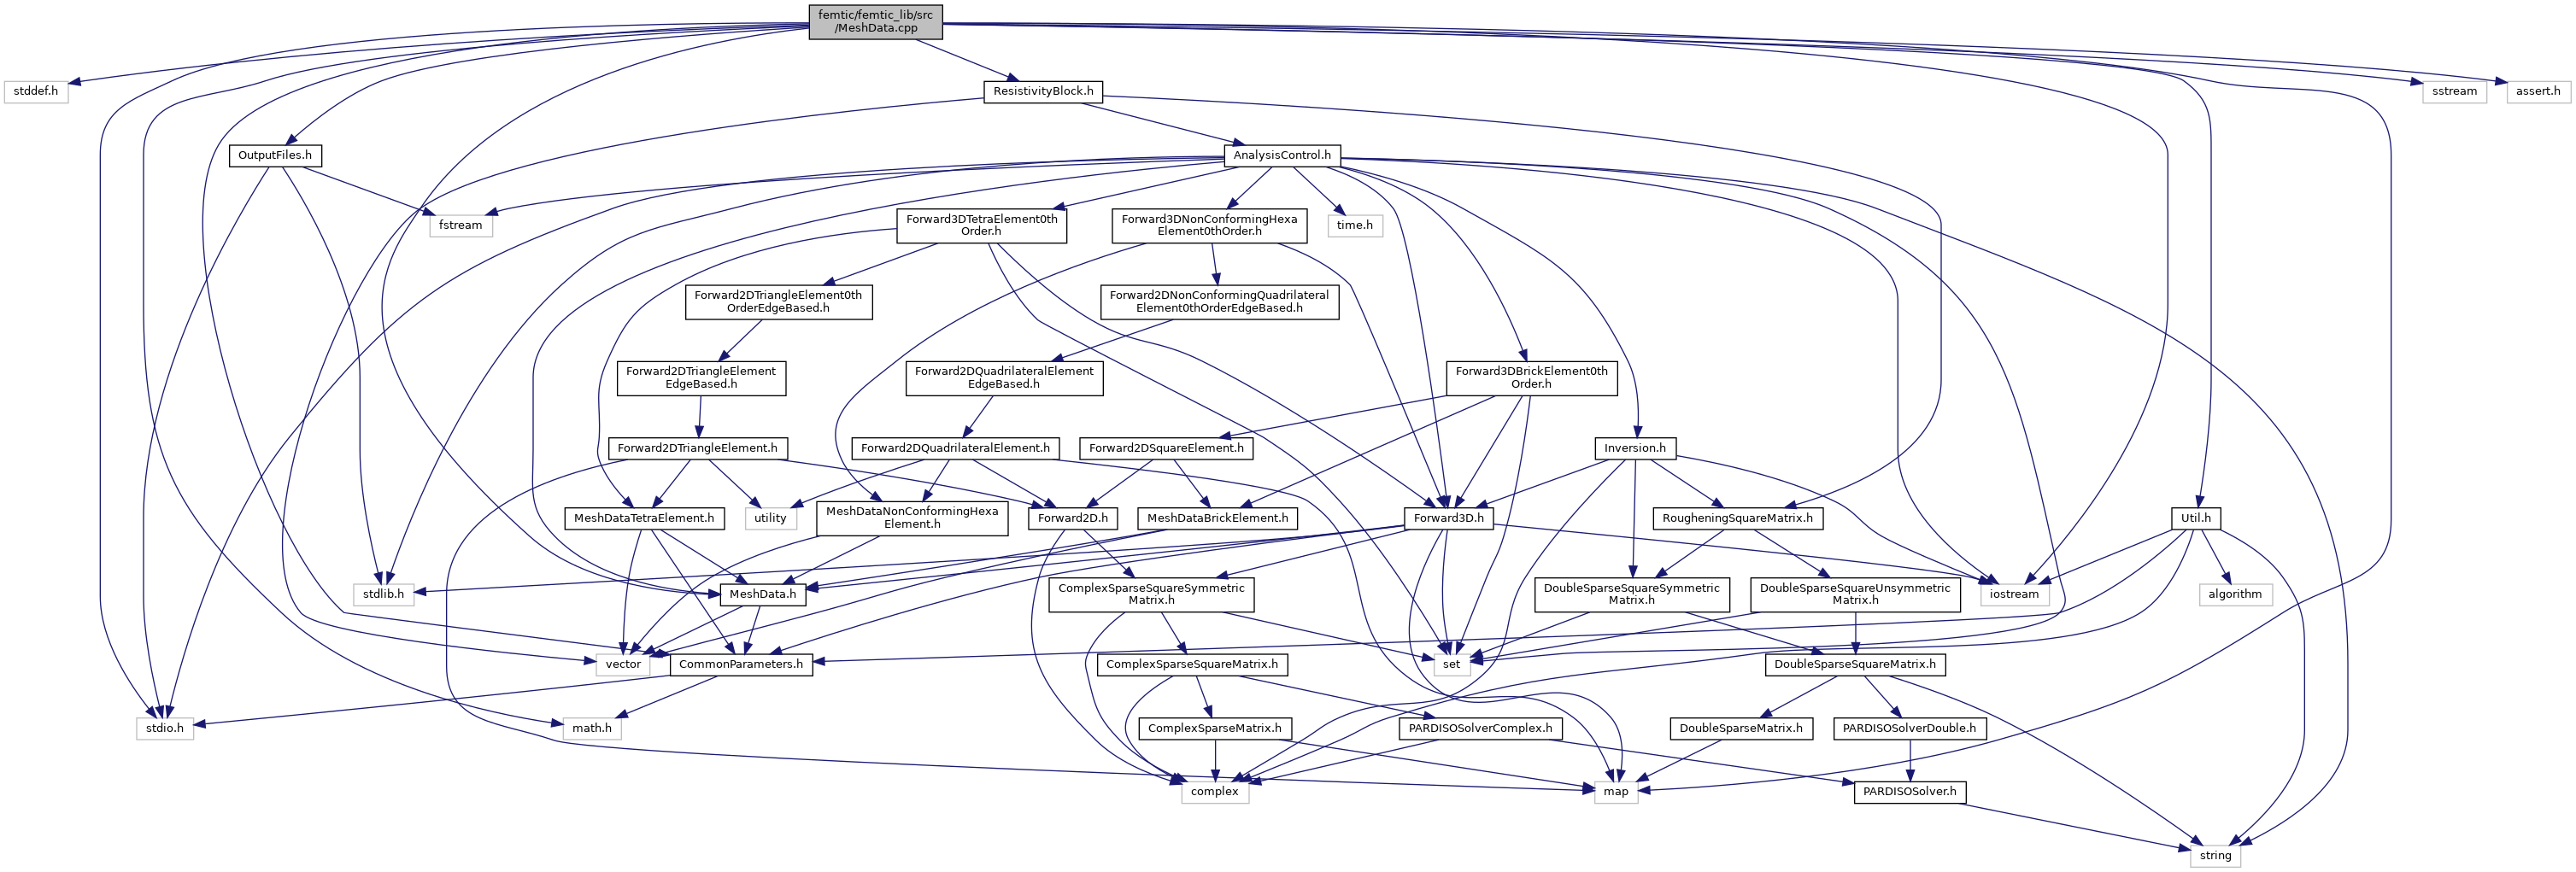 femtic/femtic_lib/src
/MeshData.cpp
stddef.h
ResistivityBlock.h
sstream
assert.h
OutputFiles.h
AnalysisControl.h
fstream
Forward3DTetraElement0th
Order.h
Forward3DNonConformingHexa
Element0thOrder.h
time.h
Forward2DTriangleElement0th
OrderEdgeBased.h
Forward2DNonConformingQuadrilateral
Element0thOrderEdgeBased.h
Forward2DTriangleElement
EdgeBased.h
Forward2DQuadrilateralElement
EdgeBased.h
Forward3DBrickElement0th
Order.h
Forward2DTriangleElement.h
Forward2DQuadrilateralElement.h
Forward2DSquareElement.h
Inversion.h
MeshDataTetraElement.h
utility
MeshDataNonConformingHexa
Element.h
Forward2D.h
MeshDataBrickElement.h
Forward3D.h
RougheningSquareMatrix.h
Util.h
stdlib.h
MeshData.h
ComplexSparseSquareSymmetric
Matrix.h
DoubleSparseSquareSymmetric
Matrix.h
DoubleSparseSquareUnsymmetric
Matrix.h
iostream
algorithm
vector
CommonParameters.h
ComplexSparseSquareMatrix.h
set
DoubleSparseSquareMatrix.h
stdio.h
math.h
ComplexSparseMatrix.h
PARDISOSolverComplex.h
DoubleSparseMatrix.h
PARDISOSolverDouble.h
complex
map
PARDISOSolver.h
string